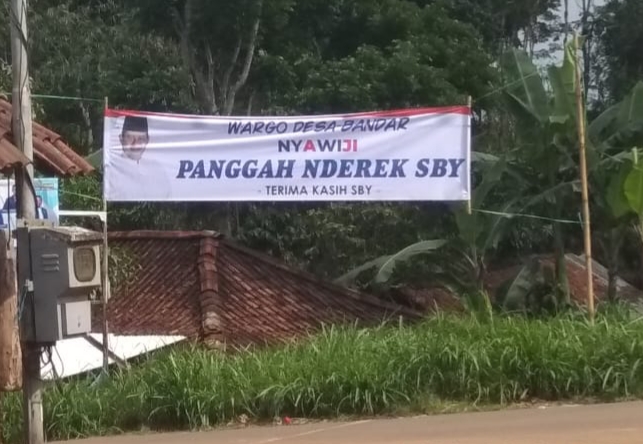 WARGO DESA BANDAR
NYAWIJI
PANGGAH NDEREK SBY
- TERIMA KASIH SBY -